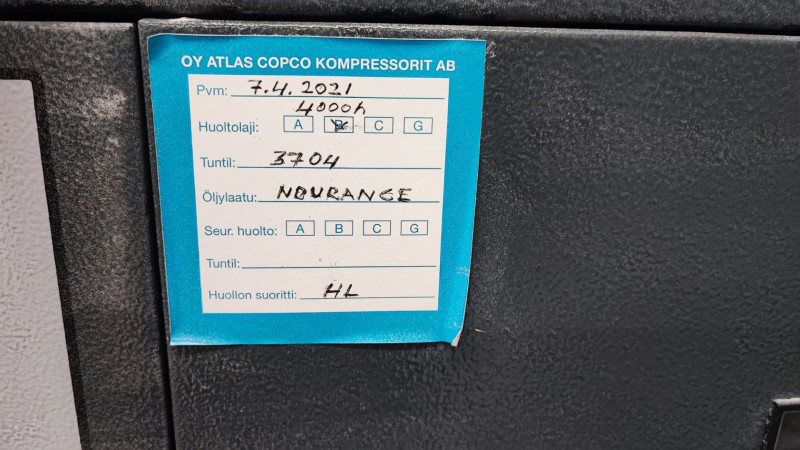 OY ATLAS COPCO KOMPRESSORIT AB
Pvm: 7.4.2021
4000h
Huoltolaji: A B C G
Tuntil: 3704
Öljylaatu: NDURANCE
Seur. huolto: A B C G
Tuntil:
Huollon suoritti: HL